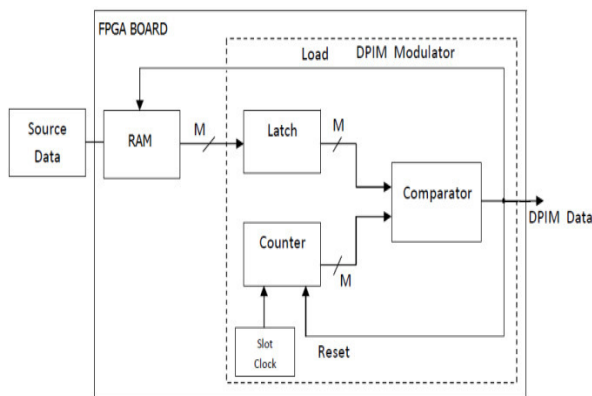 FPGA BOARD
Load
DPIM Modulator
Source
Data
RAM
M
Latch
M
Comparator
DPIM Data
Counter
M
Slot
Clock
Reset